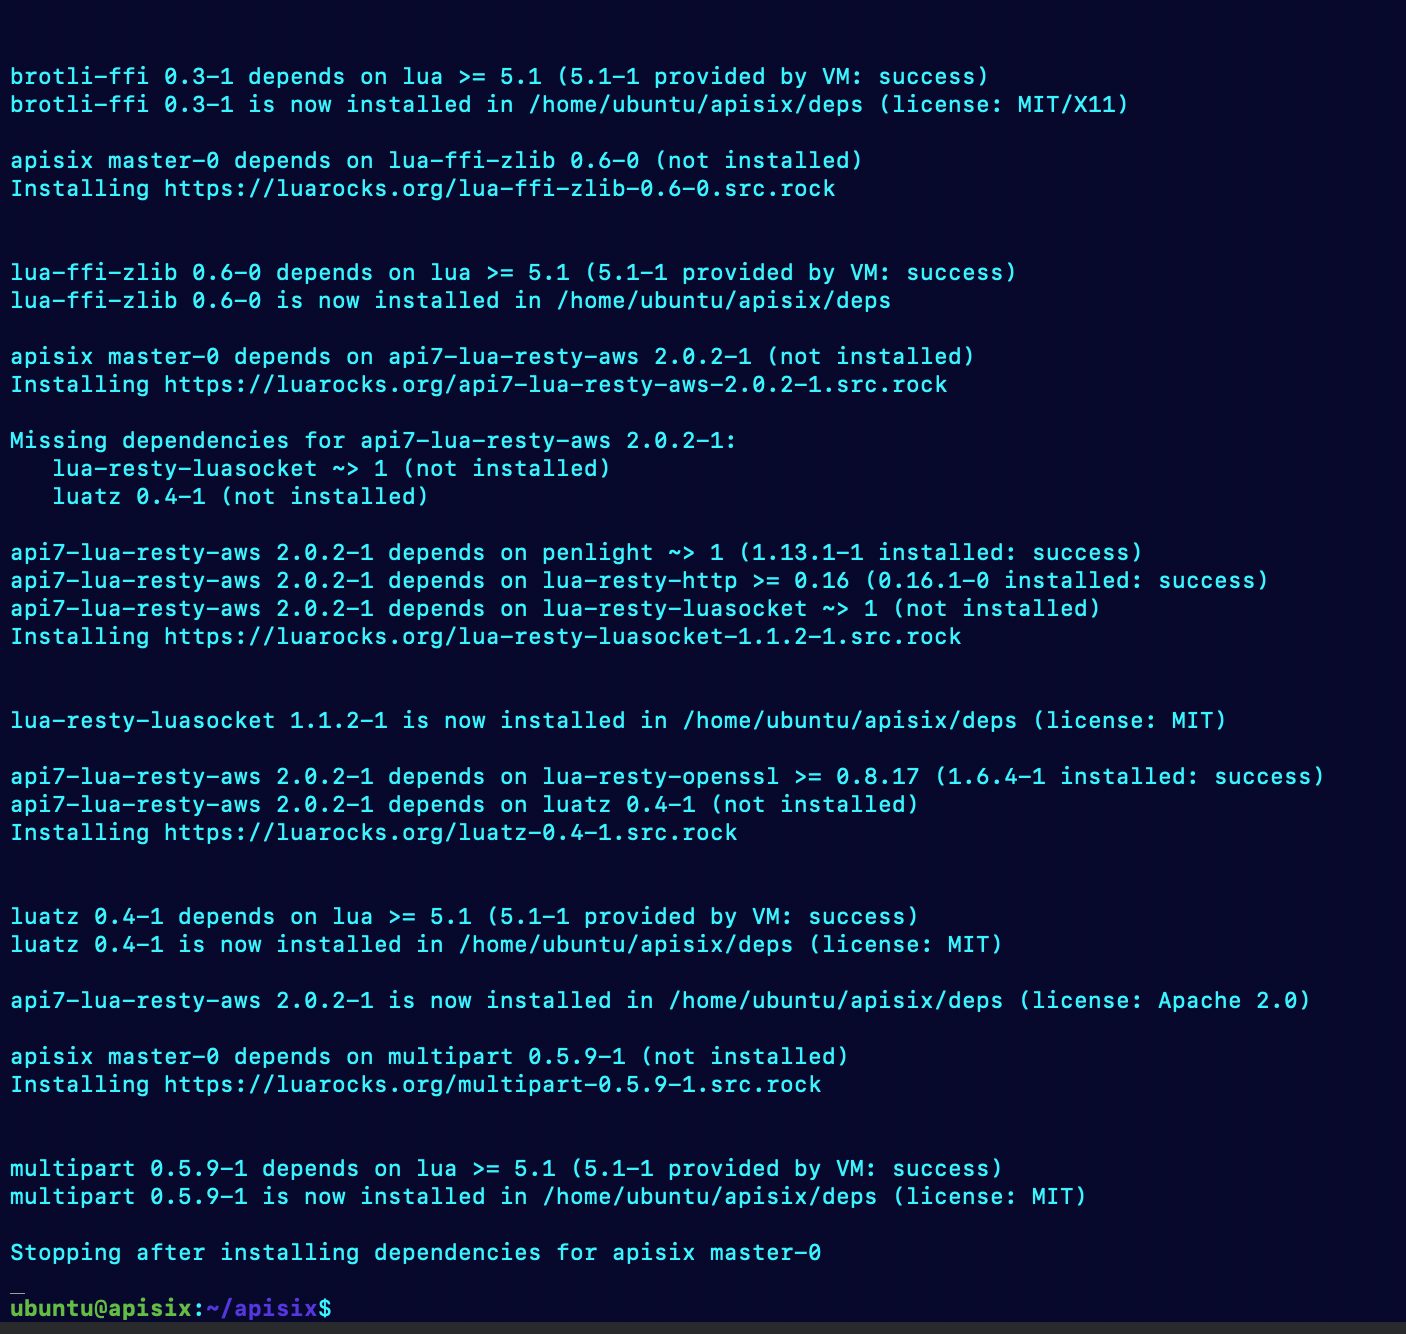 brotli-ffi 0.3-1 depends on lua >= 5.1 (5.1-1 provided by VM: success)
brotli-ffi 0.3-1 is now installed in /home/ubuntu/apisix/deps (license: MIT/X11)
apisix master-0 depends on lua-ffi-zlib 0.6-0 (not installed)
Installing https://luarocks.org/lua-ffi-zlib-0.6-0.src.rock
lua-ffi-zlib 0.6-0 depends on lua >= 5.1 (5.1-1 provided by VM: success)
lua-ffi-zlib 0.6-0 is now installed in /home/ubuntu/apisix/deps
apisix master-0 depends on api7-lua-resty-aws 2.0.2-1 (not installed)
Installing https://luarocks.org/api7-lua-resty-aws-2.0.2-1.src.rock
Missing dependencies for api7-lua-resty-aws 2.0.2-1:
   lua-resty-luasocket ~> 1 (not installed)
   luatz 0.4-1 (not installed)
api7-lua-resty-aws 2.0.2-1 depends on penlight ~> 1 (1.13.1-1 installed: success)
api7-lua-resty-aws 2.0.2-1 depends on lua-resty-http >= 0.16 (0.16.1-0 installed: success)
api7-lua-resty-aws 2.0.2-1 depends on lua-resty-luasocket ~> 1 (not installed)
Installing https://luarocks.org/lua-resty-luasocket-1.1.2-1.src.rock
lua-resty-luasocket 1.1.2-1 is now installed in /home/ubuntu/apisix/deps (license: MIT)
api7-lua-resty-aws 2.0.2-1 depends on lua-resty-openssl >= 0.8.17 (1.6.4-1 installed: success)
api7-lua-resty-aws 2.0.2-1 depends on luatz 0.4-1 (not installed)
Installing https://luarocks.org/luatz-0.4-1.src.rock
luatz 0.4-1 depends on lua >= 5.1 (5.1-1 provided by VM: success)
luatz 0.4-1 is now installed in /home/ubuntu/apisix/deps (license: MIT)
api7-lua-resty-aws 2.0.2-1 is now installed in /home/ubuntu/apisix/deps (license: Apache 2.0)
apisix master-0 depends on multipart 0.5.9-1 (not installed)
Installing https://luarocks.org/multipart-0.5.9-1.src.rock
multipart 0.5.9-1 depends on lua >= 5.1 (5.1-1 provided by VM: success)
multipart 0.5.9-1 is now installed in /home/ubuntu/apisix/deps (license: MIT)
Stopping after installing dependencies for apisix master-0
ubuntu@apisix:~/apisix$